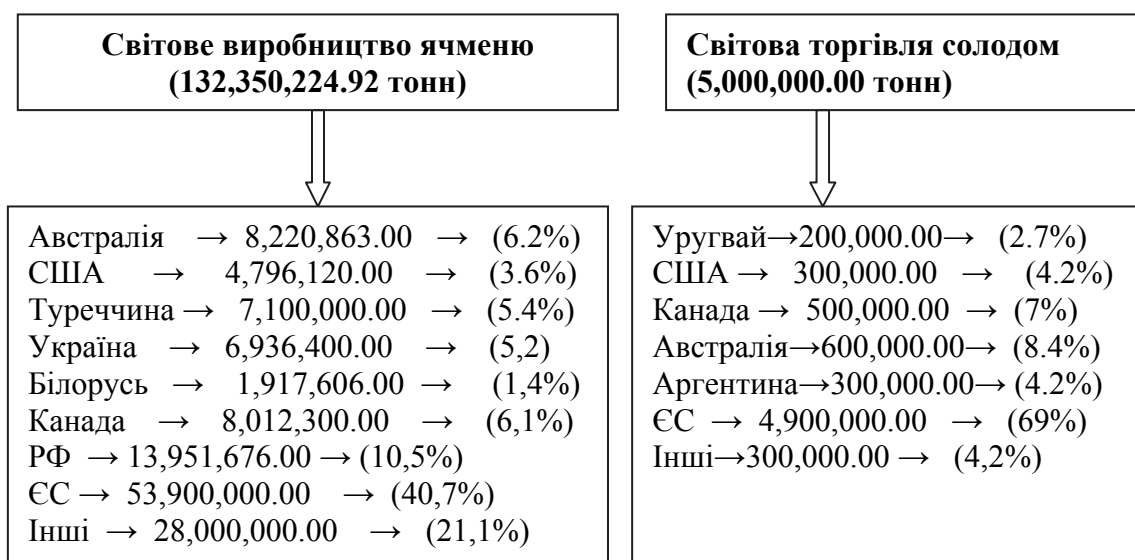 Світове виробництво ячменю
(132,350,224.92 тонн)
Світова торгівля солодом
(5,000,000.00 тонн)
Австралія → 8,220,863.00 → (6.2%)
США → 4,796,120.00 → (3.6%)
Туреччина → 7,100,000.00 → (5.4%)
Україна → 6,936,400.00 → (5,2)
Білорусь → 1,917,606.00 → (1,4%)
Канада → 8,012,300.00 → (6,1%)
РФ → 13,951,676.00 → (10,5%)
ЄС → 53,900,000.00 → (40,7%)
Інші → 28,000,000.00 → (21,1%)
Уругвай→200,000.00→ (2.7%)
США → 300,000.00 → (4.2%)
Канада → 500,000.00 → (7%)
Австралія→600,000.00→ (8.4%)
Аргентина→300,000.00→ (4.2%)
ЄС → 4,900,000.00 → (69%)
Інші→300,000.00 → (4,2%)